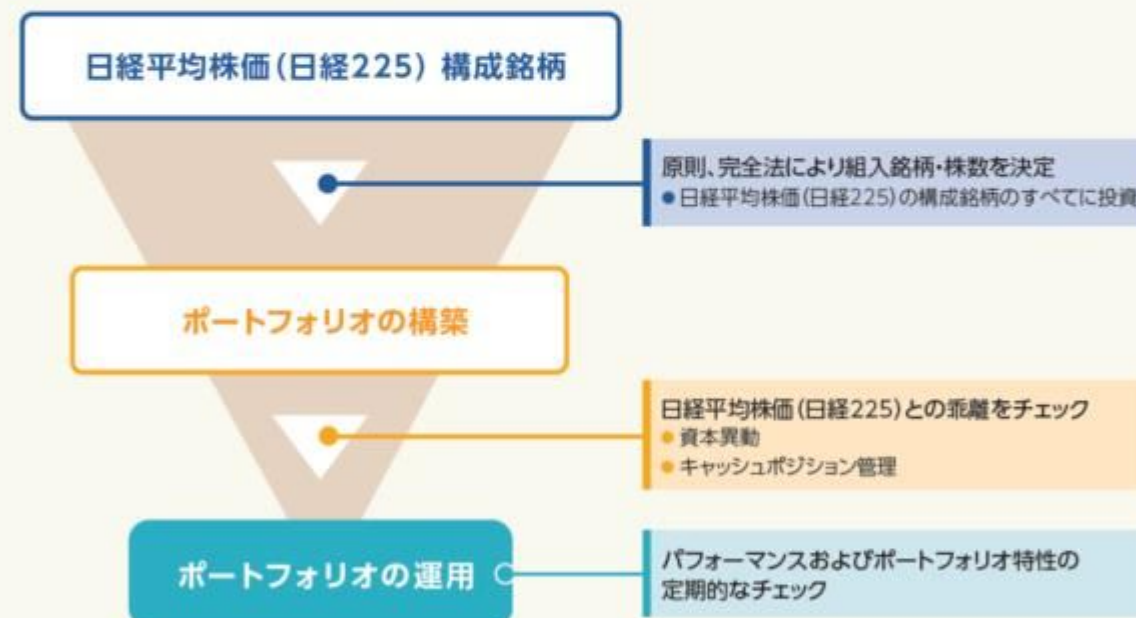 日経平均株価(日経225) 構成銘柄
原則、完全法により組入銘柄・株数を決定
●日経平均株価(日経225)の構成銘柄のすべてに投資
ポートフォリオの構築
日経平均株価(日経225)との乖離をチェック
●資本異動
●キャッシュポジション管理
ポートフォリオの運用
パフォーマンスおよびポートフォリオ特性の
定期的なチェック